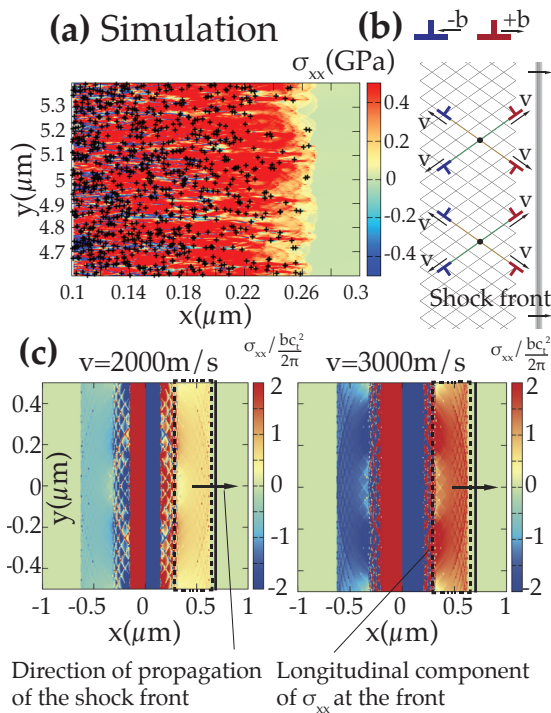 (a) Simulation
σxx(GPa)
5.3
5.2
5.1
5
4.9
4.8
4.7
y(μm)
0.4
0.2
0
-0.2
-0.4
0.1 0.14 0.18 0.22 0.26 0.3
x(μm)
(b)
-b +b
v v
v v
v v
v v
Shock front
(c)
v=2000m/s
σxx/ bc_t^2/2π
v=3000m/s
σxx/ bc_t^2/2π
0.4
0.2
0
-0.2
-0.4
y(μm)
2
1
0
-1
-2
2
1
0
-1
-2
-1 -0.5 0 0.5 1
x(μm)
-1 -0.5 0 0.5 1
x(μm)
Direction of propagation
of the shock front
Longitudinal component
of σxx at the front